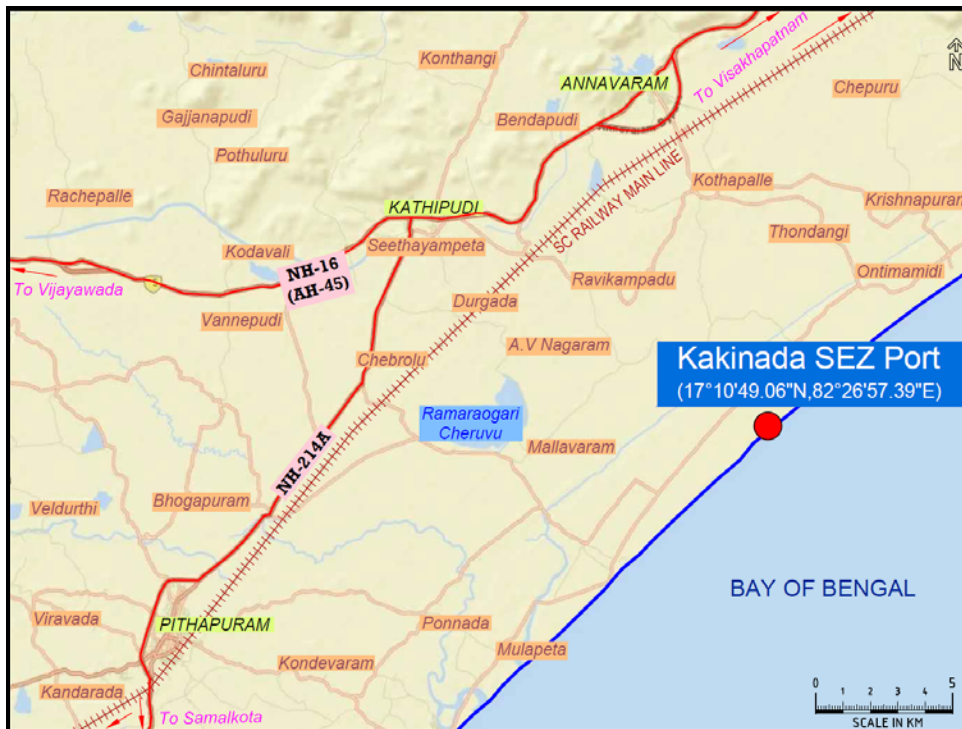 Konthangi
To Visakhapatnam
N
Chintaluru
ANNAVARAM
Chepuru
Gajjanapudi
Bendapudi
Pothuluru
SC RAILWAY MAIN LINE
Kothapalle
Rachepalle
KATHIPUDI
Krishnapuram
Kodavali
Seethayampeta
Thondangi
NH-16
(AH-45)
Ravikampadu
Ontimamidi
To Vijayawada
Durgada
Vannepudi
A.V Nagaram
Chebrolu
Kakinada SEZ Port
(17°10'49.06"N,82°26'57.39"E)
Ramaraogari
Cheruvu
Mallavaram
NH-214A
Bhogapuram
Veldurthi
BAY OF BENGAL
Viravada
PITHAPURAM
Ponnada
Mulapeta
Kondevaram
Kandarada
To Samalkota
0 1 2 3 4 5
SCALE IN KM